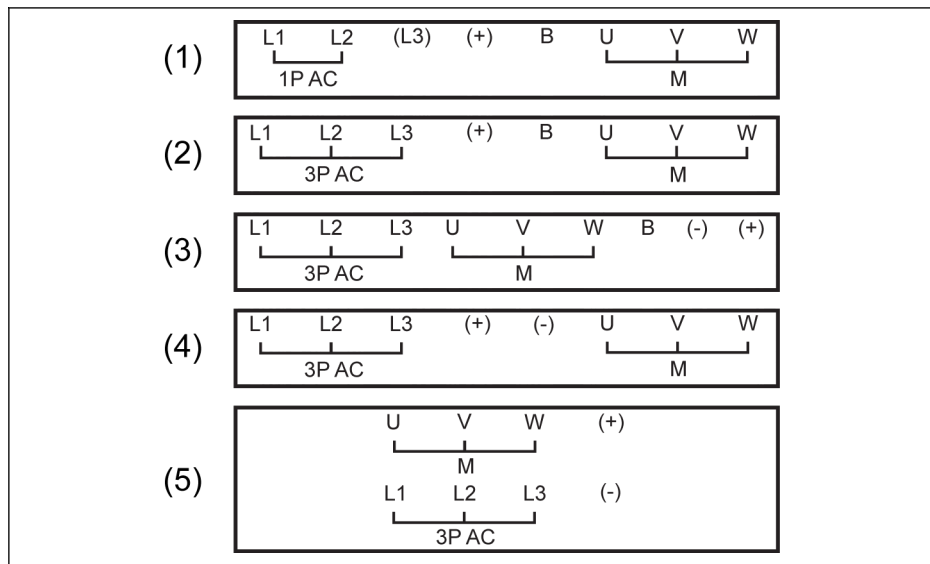 (1) L1 L2 (L3) (+) B U V W
1P AC M
(2) L1 L2 L3 (+) B U V W
3P AC M
(3) L1 L2 L3 U V W B (-) (+)
3P AC M
(4) L1 L2 L3 (+) (-) U V W
3P AC M
(5) U V W (+)
M
L1 L2 L3 (-)
3P AC